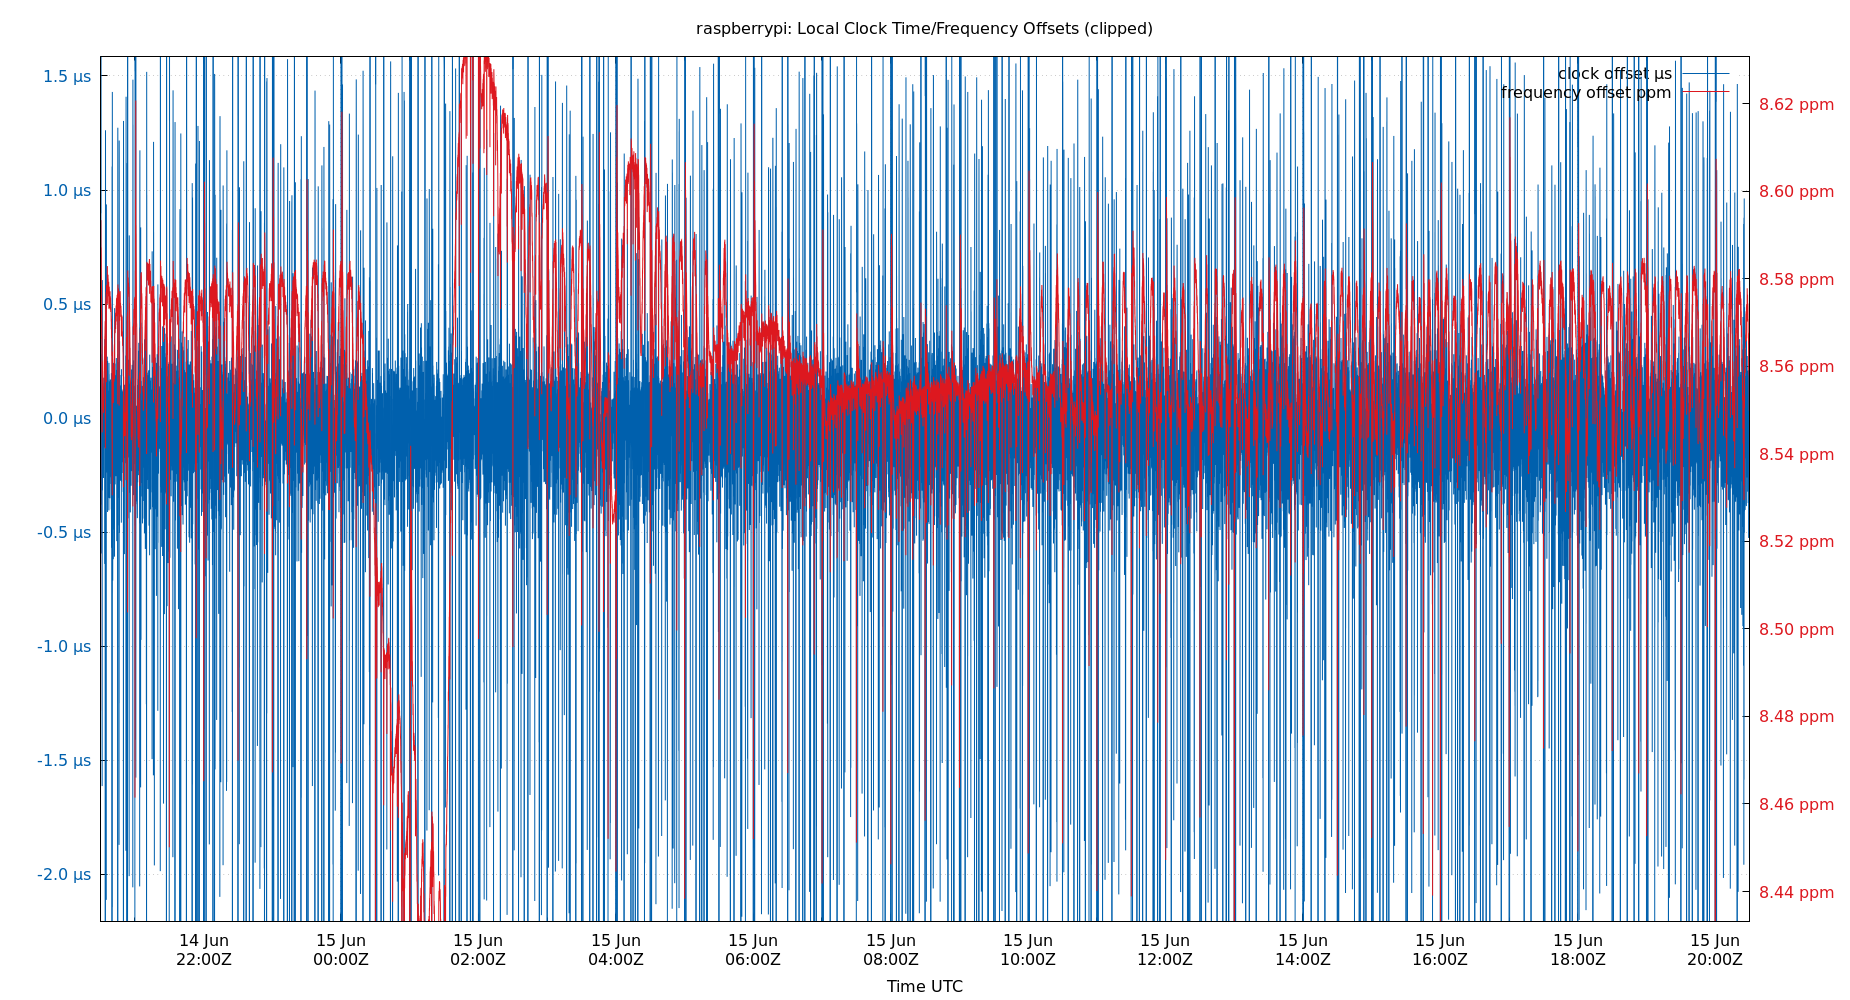 raspberrypi: Local Clock Time/Frequency Offsets (clipped)
clock offset µs
frequency offset ppm
1.5 µs
1.0 µs
0.5 µs
0.0 µs
-0.5 µs
-1.0 µs
-1.5 µs
-2.0 µs
8.62 ppm
8.60 ppm
8.58 ppm
8.56 ppm
8.54 ppm
8.52 ppm
8.50 ppm
8.48 ppm
8.46 ppm
8.44 ppm
14 Jun
22:00Z
15 Jun
00:00Z
15 Jun
02:00Z
15 Jun
04:00Z
15 Jun
06:00Z
15 Jun
08:00Z
15 Jun
10:00Z
15 Jun
12:00Z
15 Jun
14:00Z
15 Jun
16:00Z
15 Jun
18:00Z
15 Jun
20:00Z
Time UTC